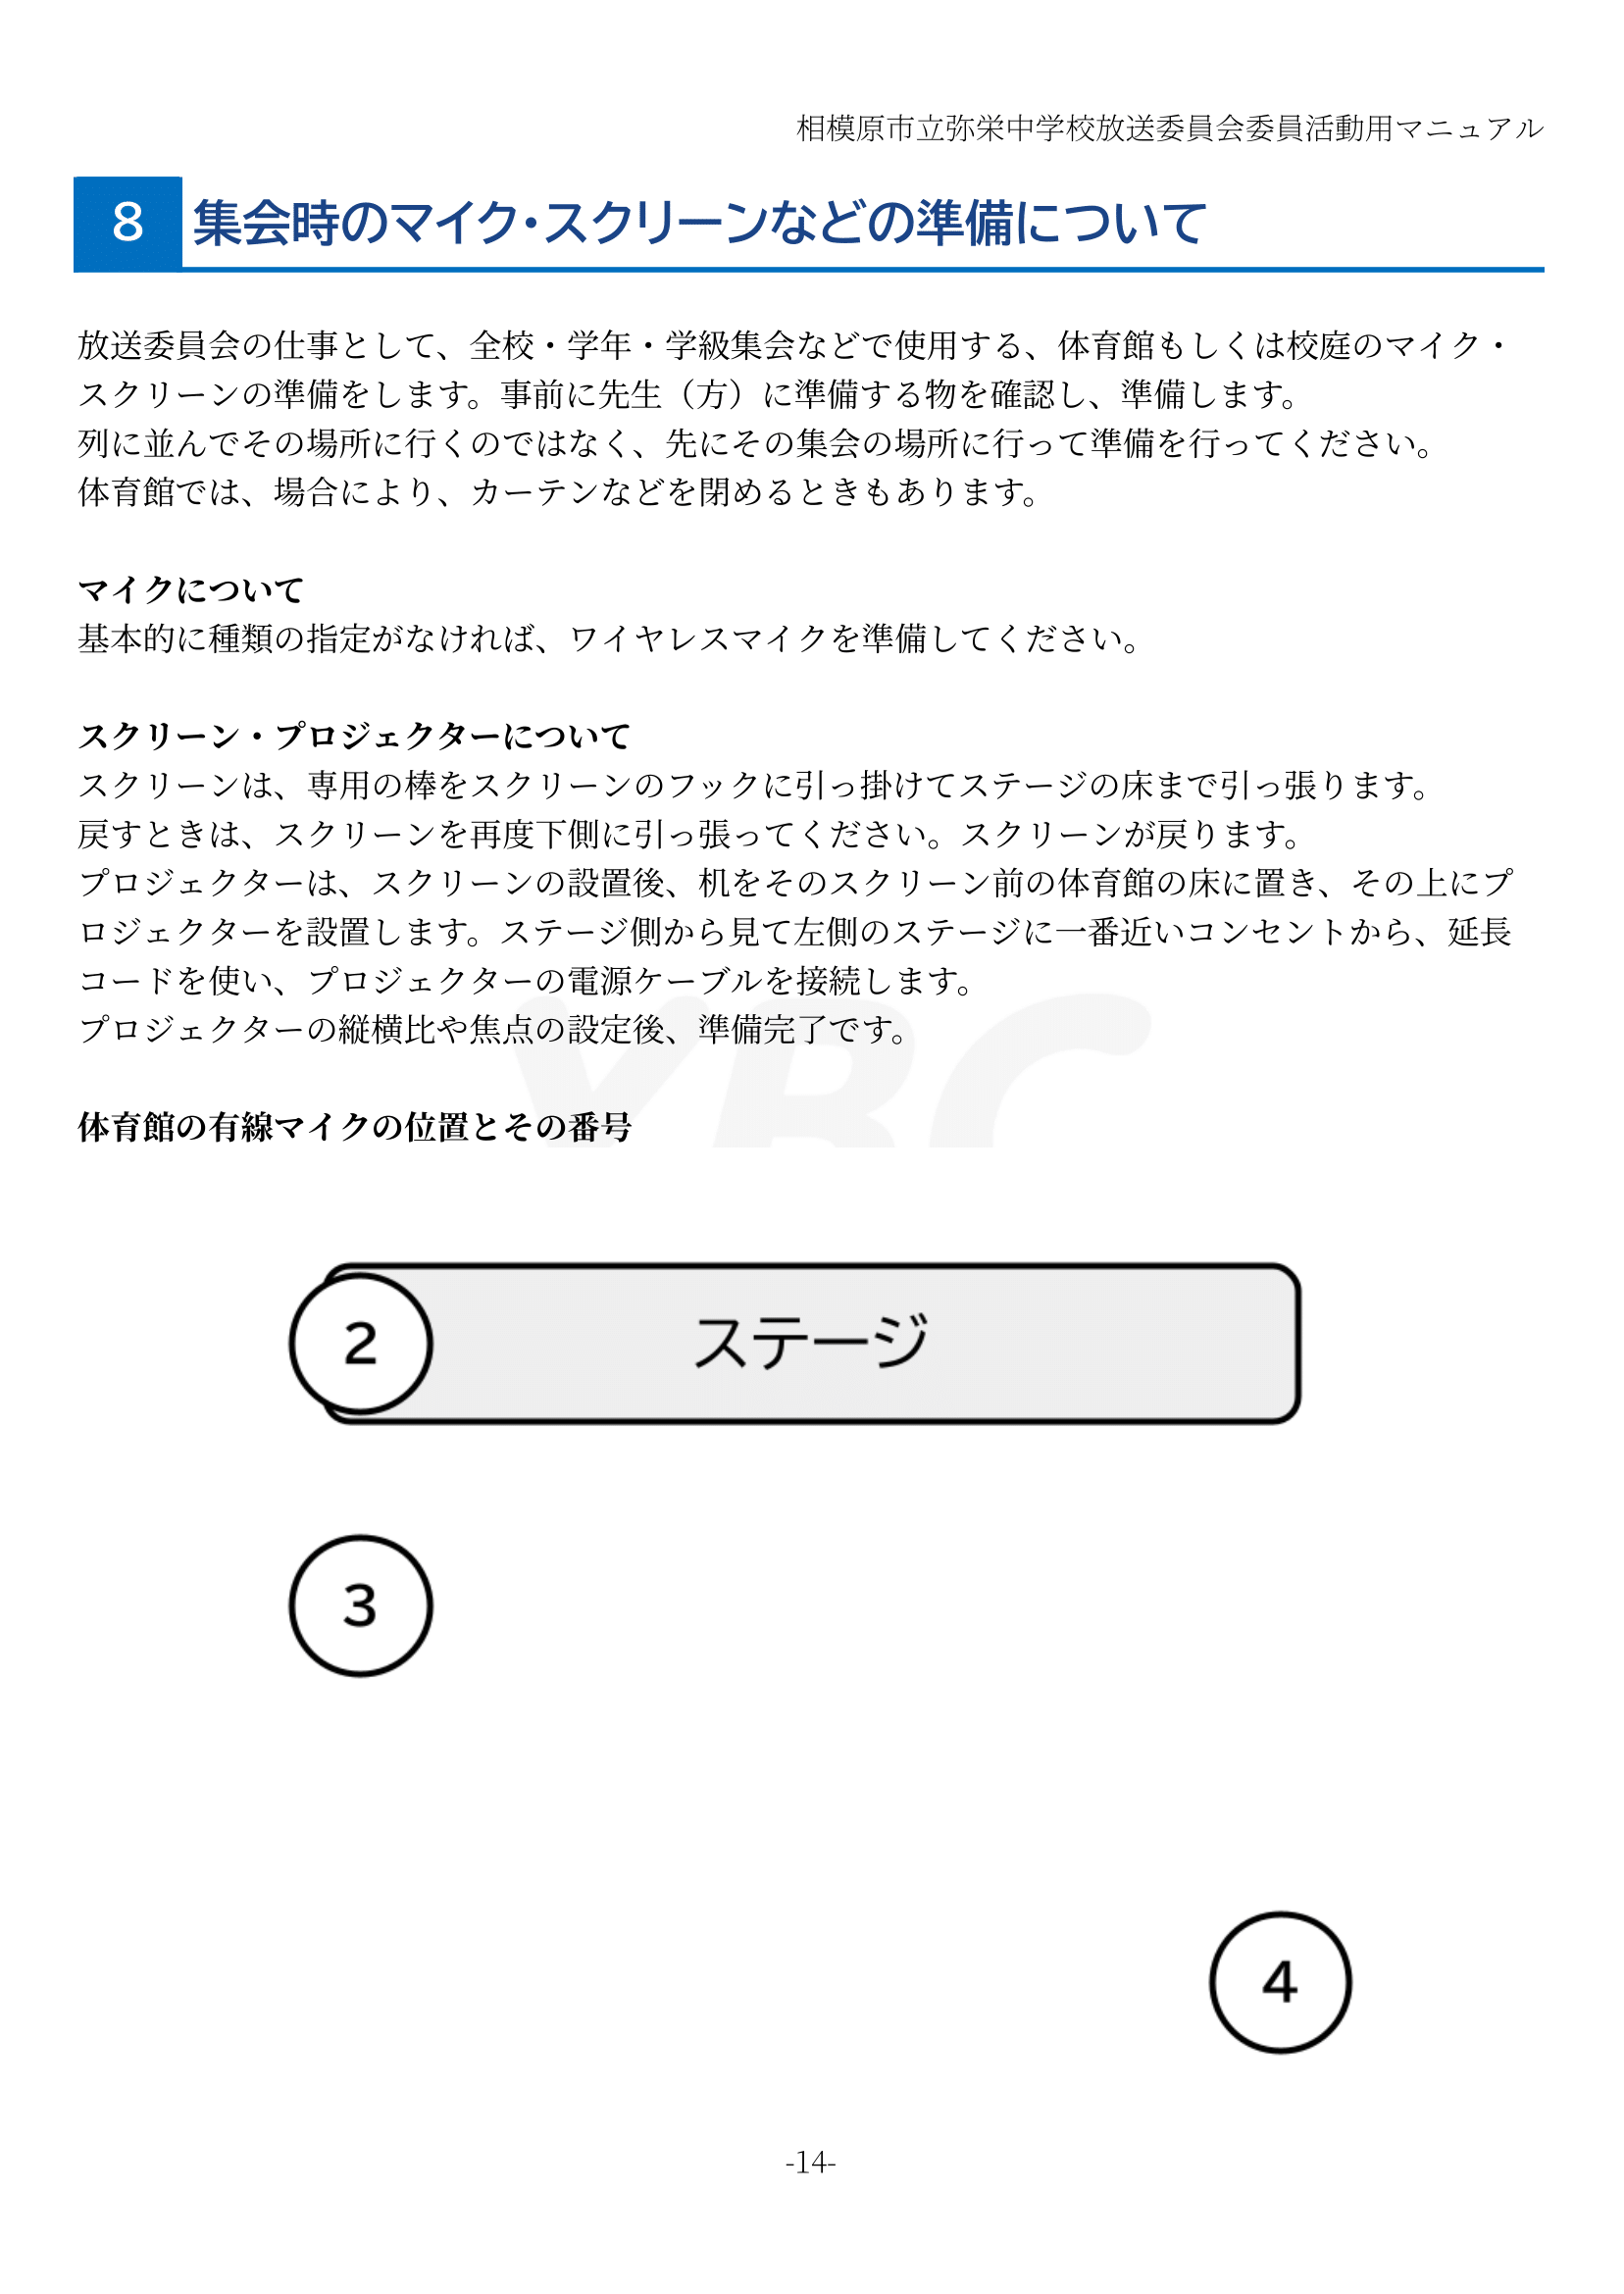 相模原市立弥栄中学校放送委員会委員活動用マニュアル
8 集会時のマイク・スクリーンなどの準備について
放送委員会の仕事として、全校・学年・学級集会などで使用する、体育館もしくは校庭のマイク・
スクリーンの準備をします。事前に先生（方）に準備する物を確認し、準備します。
列に並んでその場所に行くのではなく、先にその集会の場所に行って準備を行ってください。
体育館では、場合により、カーテンなどを閉めるときもあります。
マイクについて
基本的に種類の指定がなければ、ワイヤレスマイクを準備してください。
スクリーン・プロジェクターについて
スクリーンは、専用の棒をスクリーンのフックに引っ掛けてステージの床まで引っ張ります。
戻すときは、スクリーンを再度下側に引っ張ってください。スクリーンが戻ります。
プロジェクターは、スクリーンの設置後、机をそのスクリーン前の体育館の床に置き、その上にプ
ロジェクターを設置します。ステージ側から見て左側のステージに一番近いコンセントから、延長
コードを使い、プロジェクターの電源ケーブルを接続します。
プロジェクターの縦横比や焦点の設定後、準備完了です。
YBC
体育館の有線マイクの位置とその番号
2 ステージ
3
4
-14-